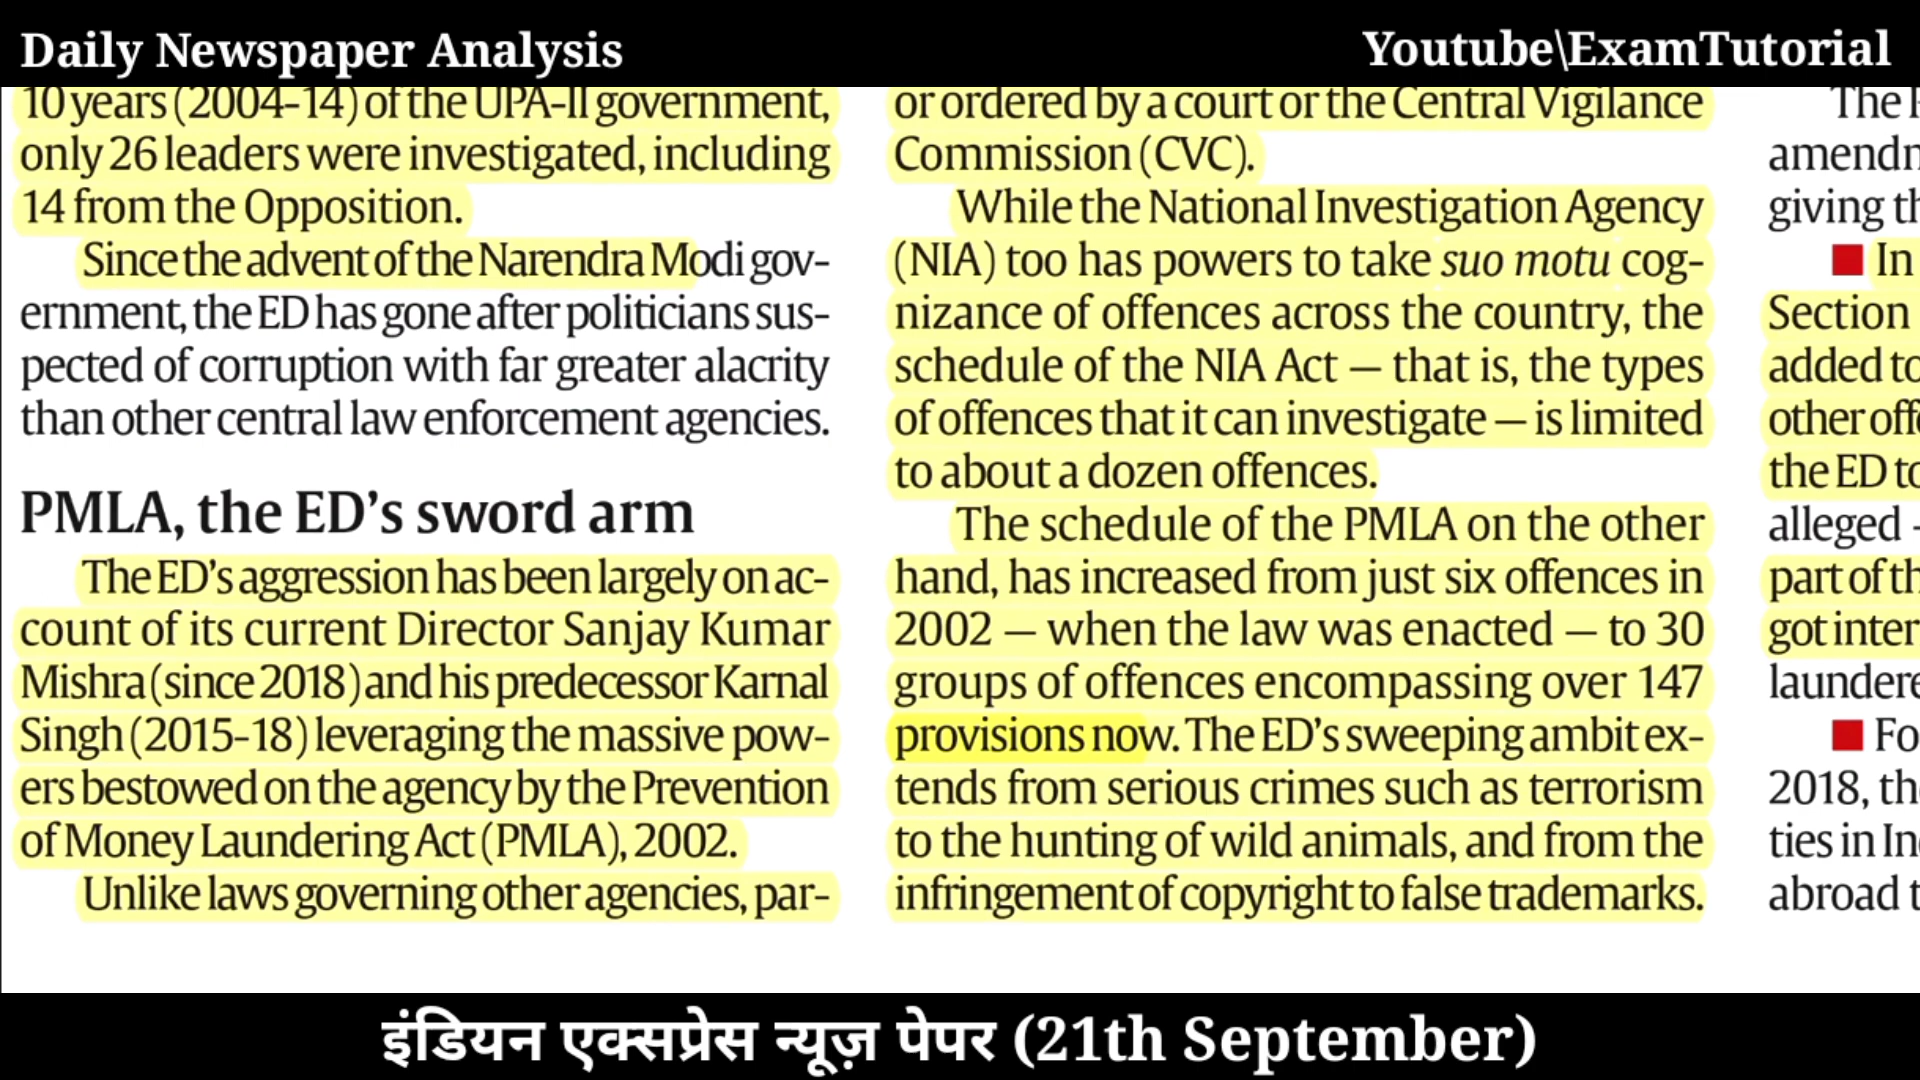 Daily Newspaper Analysis
Youtube\ExamTutorial
10 years (2004-14) of the UPA-II government,
only 26 leaders were investigated, including
14 from the Opposition.
Since the advent of the Narendra Modi gov-
ernment, the ED has gone after politicians sus-
pected of corruption with far greater alacrity
than other central law enforcement agencies.
PMLA, the ED's sword arm
The ED's aggression has been largely on ac-
count of its current Director Sanjay Kumar
Mishra (since 2018) and his predecessor Karnal
Singh (2015-18) leveraging the massive pow-
ers bestowed on the agency by the Prevention
of Money Laundering Act (PMLA), 2002.
Unlike laws governing other agencies, par-
or ordered by a court or the Central Vigilance
Commission (CVC).
While the National Investigation Agency
(NIA) too has powers to take suo motu cog-
nizance of offences across the country, the
schedule of the NIA Act — that is, the types
of offences that it can investigate — is limited
to about a dozen offences.
The schedule of the PMLA on the other
hand, has increased from just six offences in
2002 — when the law was enacted — to 30
groups of offences encompassing over 147
provisions now. The ED's sweeping ambit ex-
tends from serious crimes such as terrorism
to the hunting of wild animals, and from the
infringement of copyright to false trademarks.
The
amendn
giving th
In
Section
added to
other offe
the ED to
alleged -
part of th
got inter
laundere
Fo
2018, the
ties in In
abroad t
इंडियन एक्सप्रेस न्यूज़ पेपर (21th September)